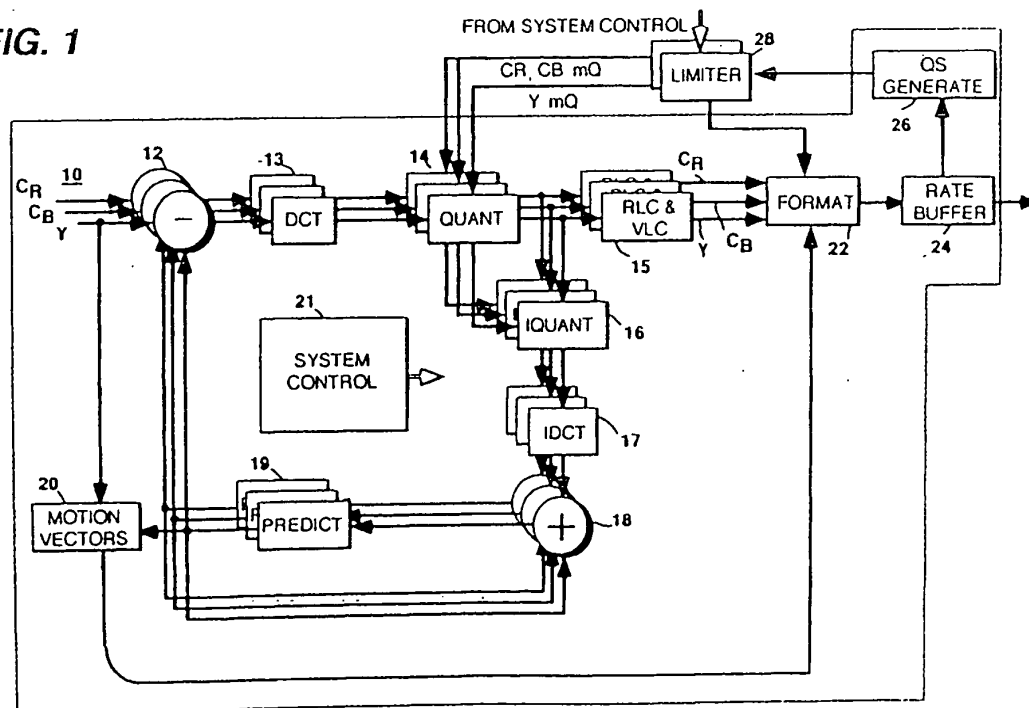 FIG. 1
FROM SYSTEM CONTROL
28
LIMITER
CR, CB mQ
Y mQ
QS
GENERATE
26
10
12
13
14
CR
CB
Y
−
DCT
QUANT
RLC &
VLC
15
CR
CB
Y
FORMAT
22
RATE
BUFFER
24
IQUANT
16
21
SYSTEM
CONTROL
IDCT
17
19
PREDICT
+
18
20
MOTION
VECTORS